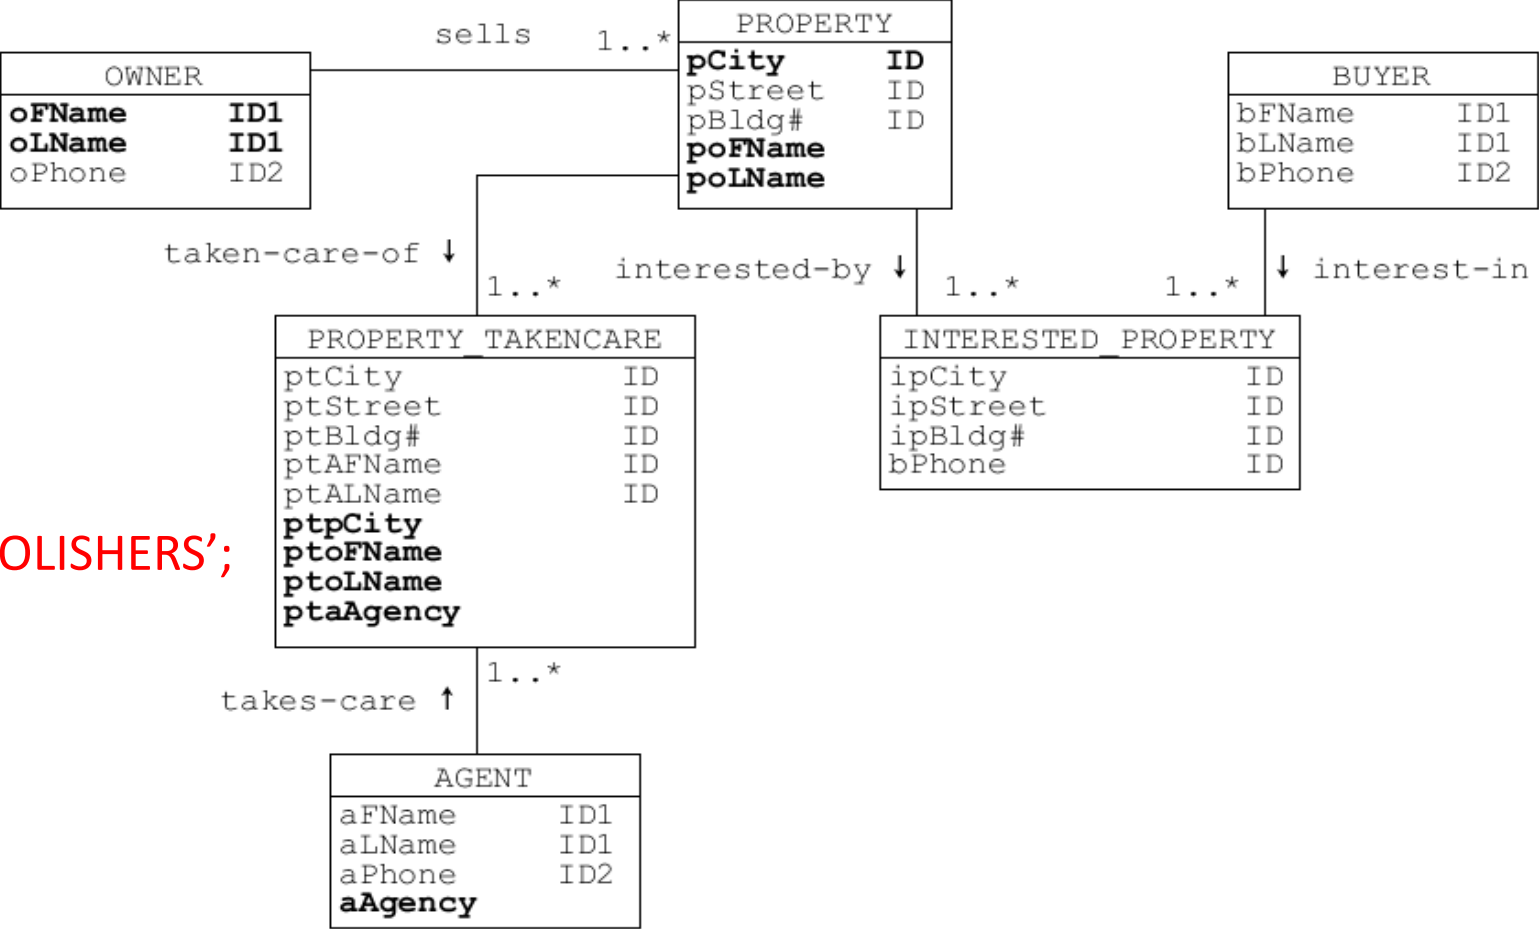 sells 1..*
OWNER
oFName ID1
oLName ID1
oPhone ID2
PROPERTY
pCity ID
pStreet ID
pBldg# ID
poFName
poLName
BUYER
bFName ID1
bLName ID1
bPhone ID2
taken-care-of ↓
1..*
interested-by ↓
1..*
1..*
↓ interest-in
PROPERTY_TAKENCARE
ptCity ID
ptStreet ID
ptBldg# ID
ptAFName ID
ptALName ID
ptpCity
ptoFName
ptoLName
ptaAgency
INTERESTED_PROPERTY
ipCity ID
ipStreet ID
ipBldg# ID
bPhone ID
OLISHERS’;
1..*
takes-care ↑
AGENT
aFName ID1
aLName ID1
aPhone ID2
aAgency